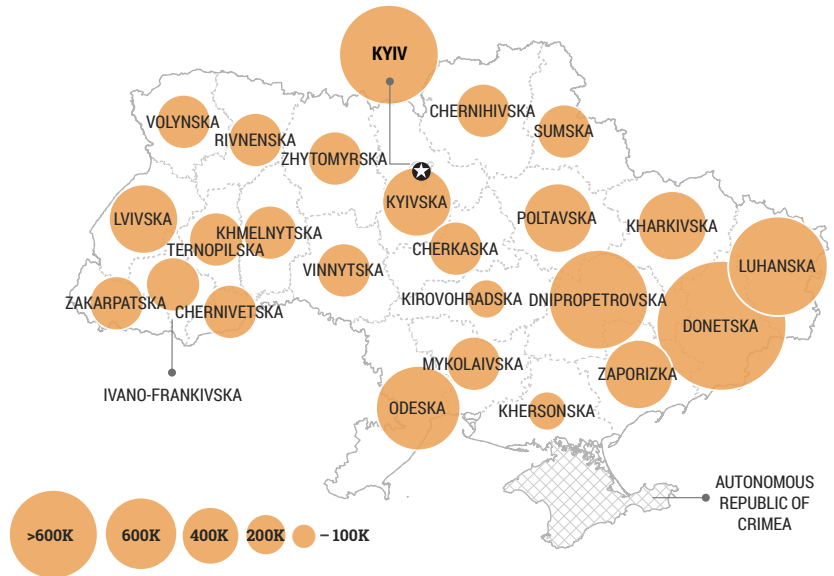 KYIV
CHERNIHIVSKA
VOLYNSKA
SUMSKA
RIVNENSKA
ZHYTOMYRSKA
KYIVSKA
LVIVSKA
POLTAVSKA
KHARKIVSKA
KHMELNYTSKA
TERNOPILSKA
CHERKASKA
LUHANSKA
VINNYTSKA
ZAKARPATSKA
KIROVOHRADSKA
DNIPROPETROVSKA
CHERNIVETSKA
DONETSKA
MYKOLAIVSKA
ZAPORIZKA
IVANO-FRANKIVSKA
ODESKA
KHERSONSKA
AUTONOMOUS
REPUBLIC OF
CRIMEA
>600K 600K 400K 200K – 100K